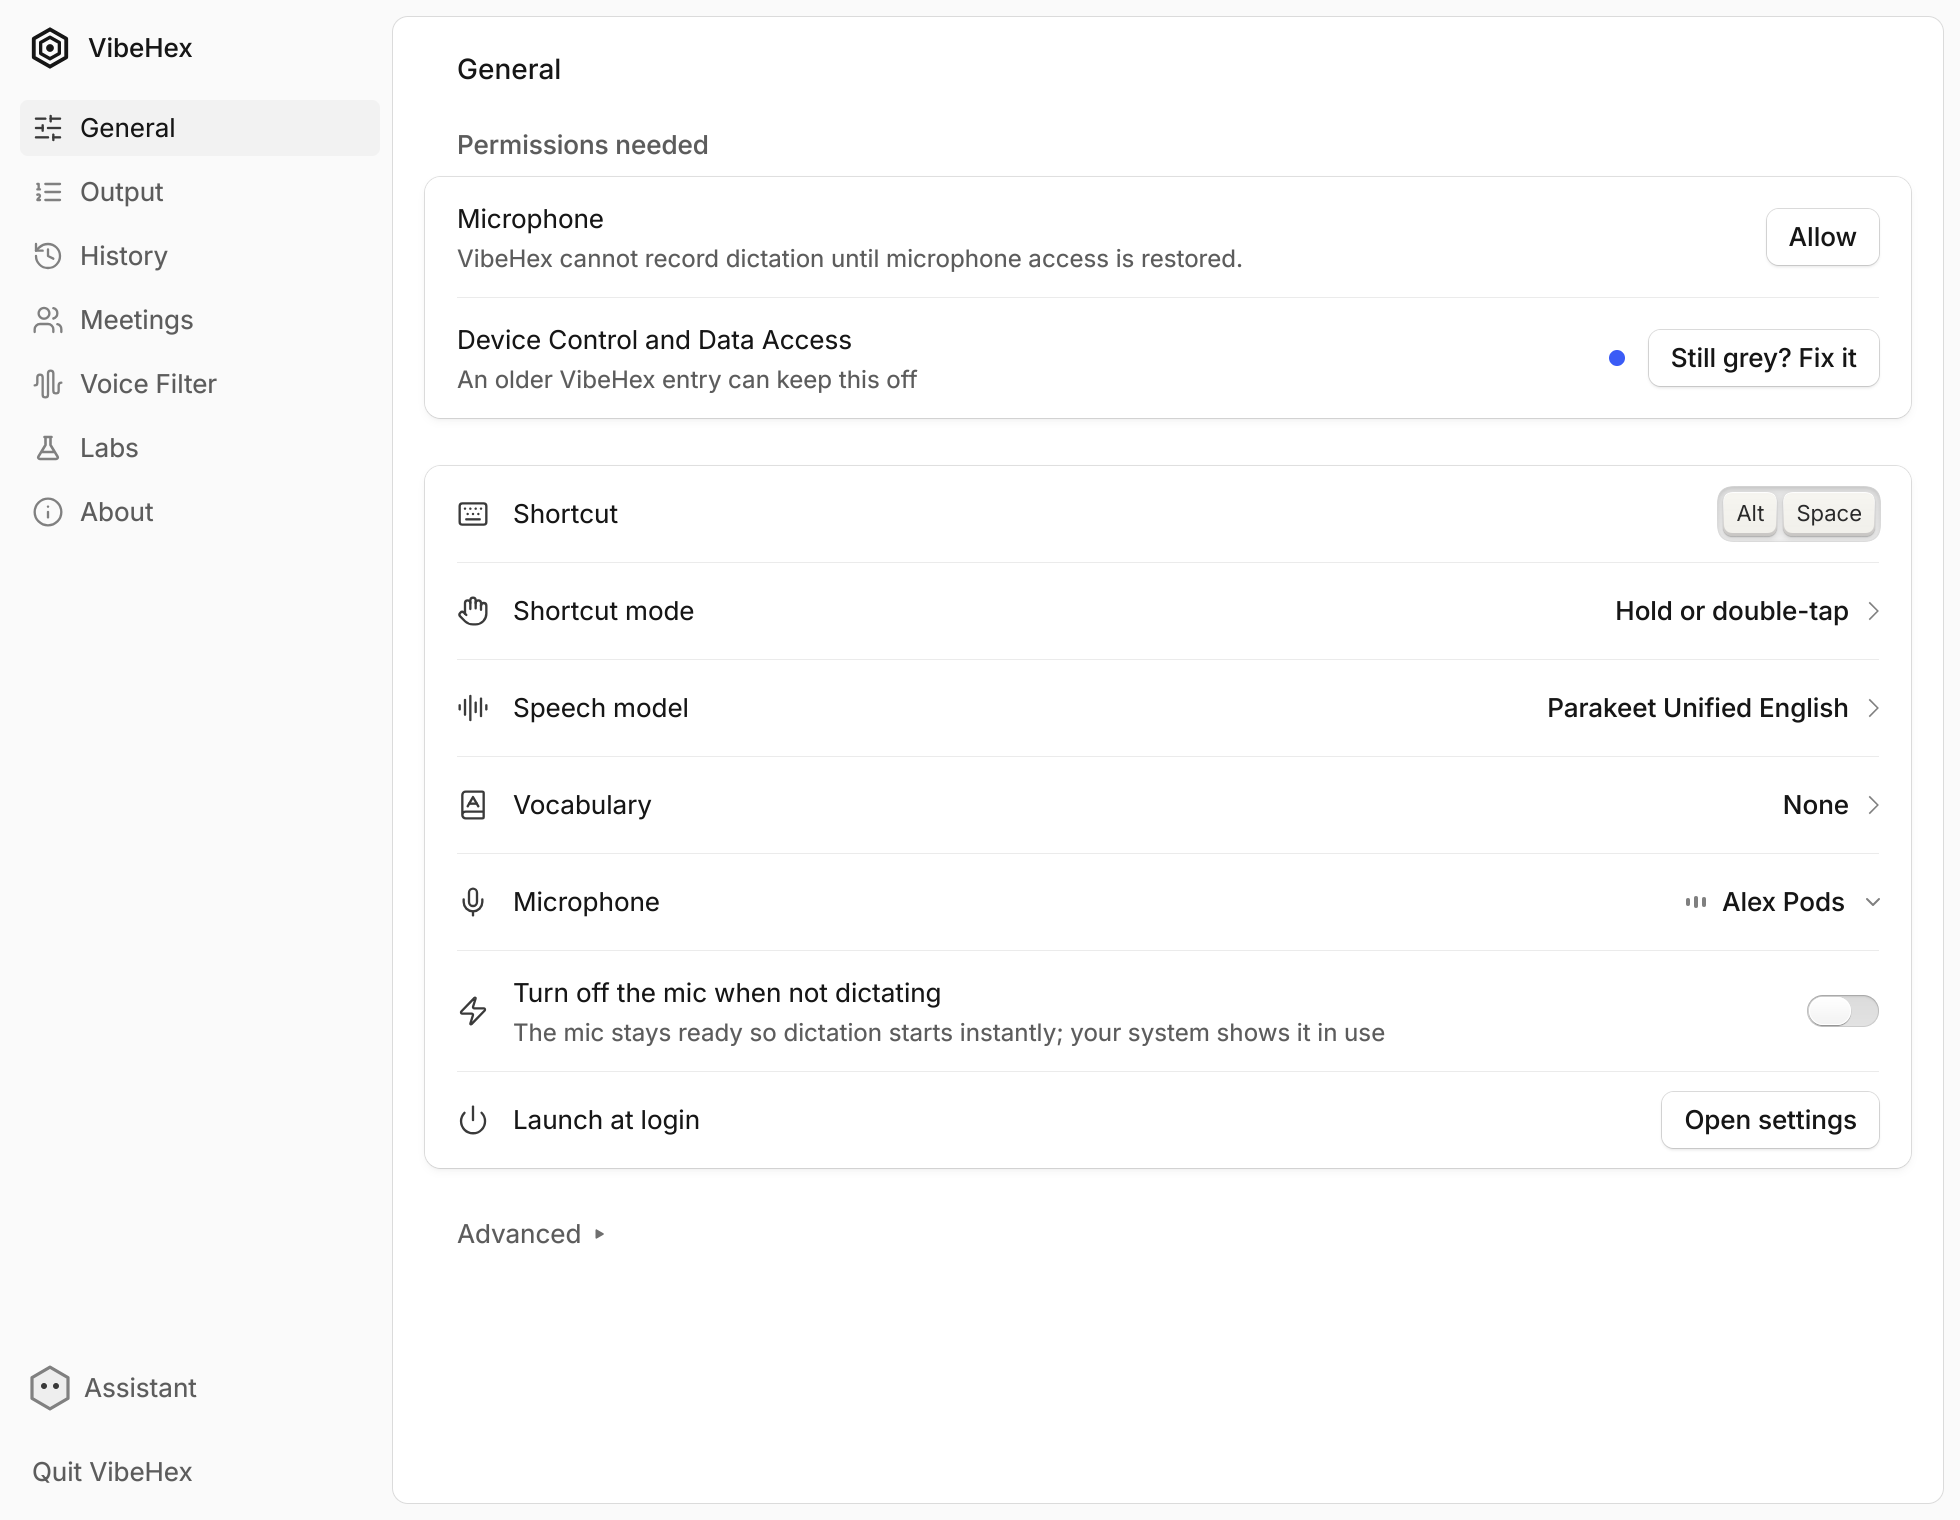 VibeHex
General
Output
History
Meetings
Voice Filter
Labs
About
Assistant
Quit VibeHex
General
Permissions needed
Microphone
VibeHex cannot record dictation until microphone access is restored.
Allow
Device Control and Data Access
An older VibeHex entry can keep this off
Still grey? Fix it
Shortcut
Alt Space
Shortcut mode
Hold or double-tap
Speech model
Parakeet Unified English
Vocabulary
None
Microphone
Alex Pods
Turn off the mic when not dictating
The mic stays ready so dictation starts instantly; your system shows it in use
Launch at login
Open settings
Advanced